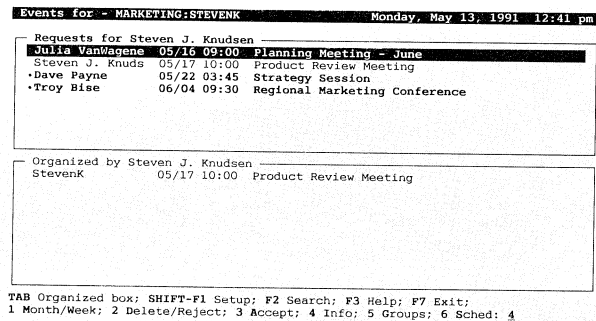 Events for - MARKETING:STEVENK Monday, May 13, 1991 12:41 pm
Requests for Steven J. Knudsen
Julia VanWagene 05/16 09:00 Planning Meeting - June
Steven J. Knuds 05/17 10:00 Product Review Meeting
•Dave Payne 05/22 03:45 Strategy Session
•Troy Bise 06/04 09:30 Regional Marketing Conference
Organized by Steven J. Knudsen
StevenK 05/17 10:00 Product Review Meeting
TAB Organized box; SHIFT-F1 Setup; F2 Search; F3 Help; F7 Exit;
1 Month/Week; 2 Delete/Reject; 3 Accept; 4 Info; 5 Groups; 6 Sched: 4